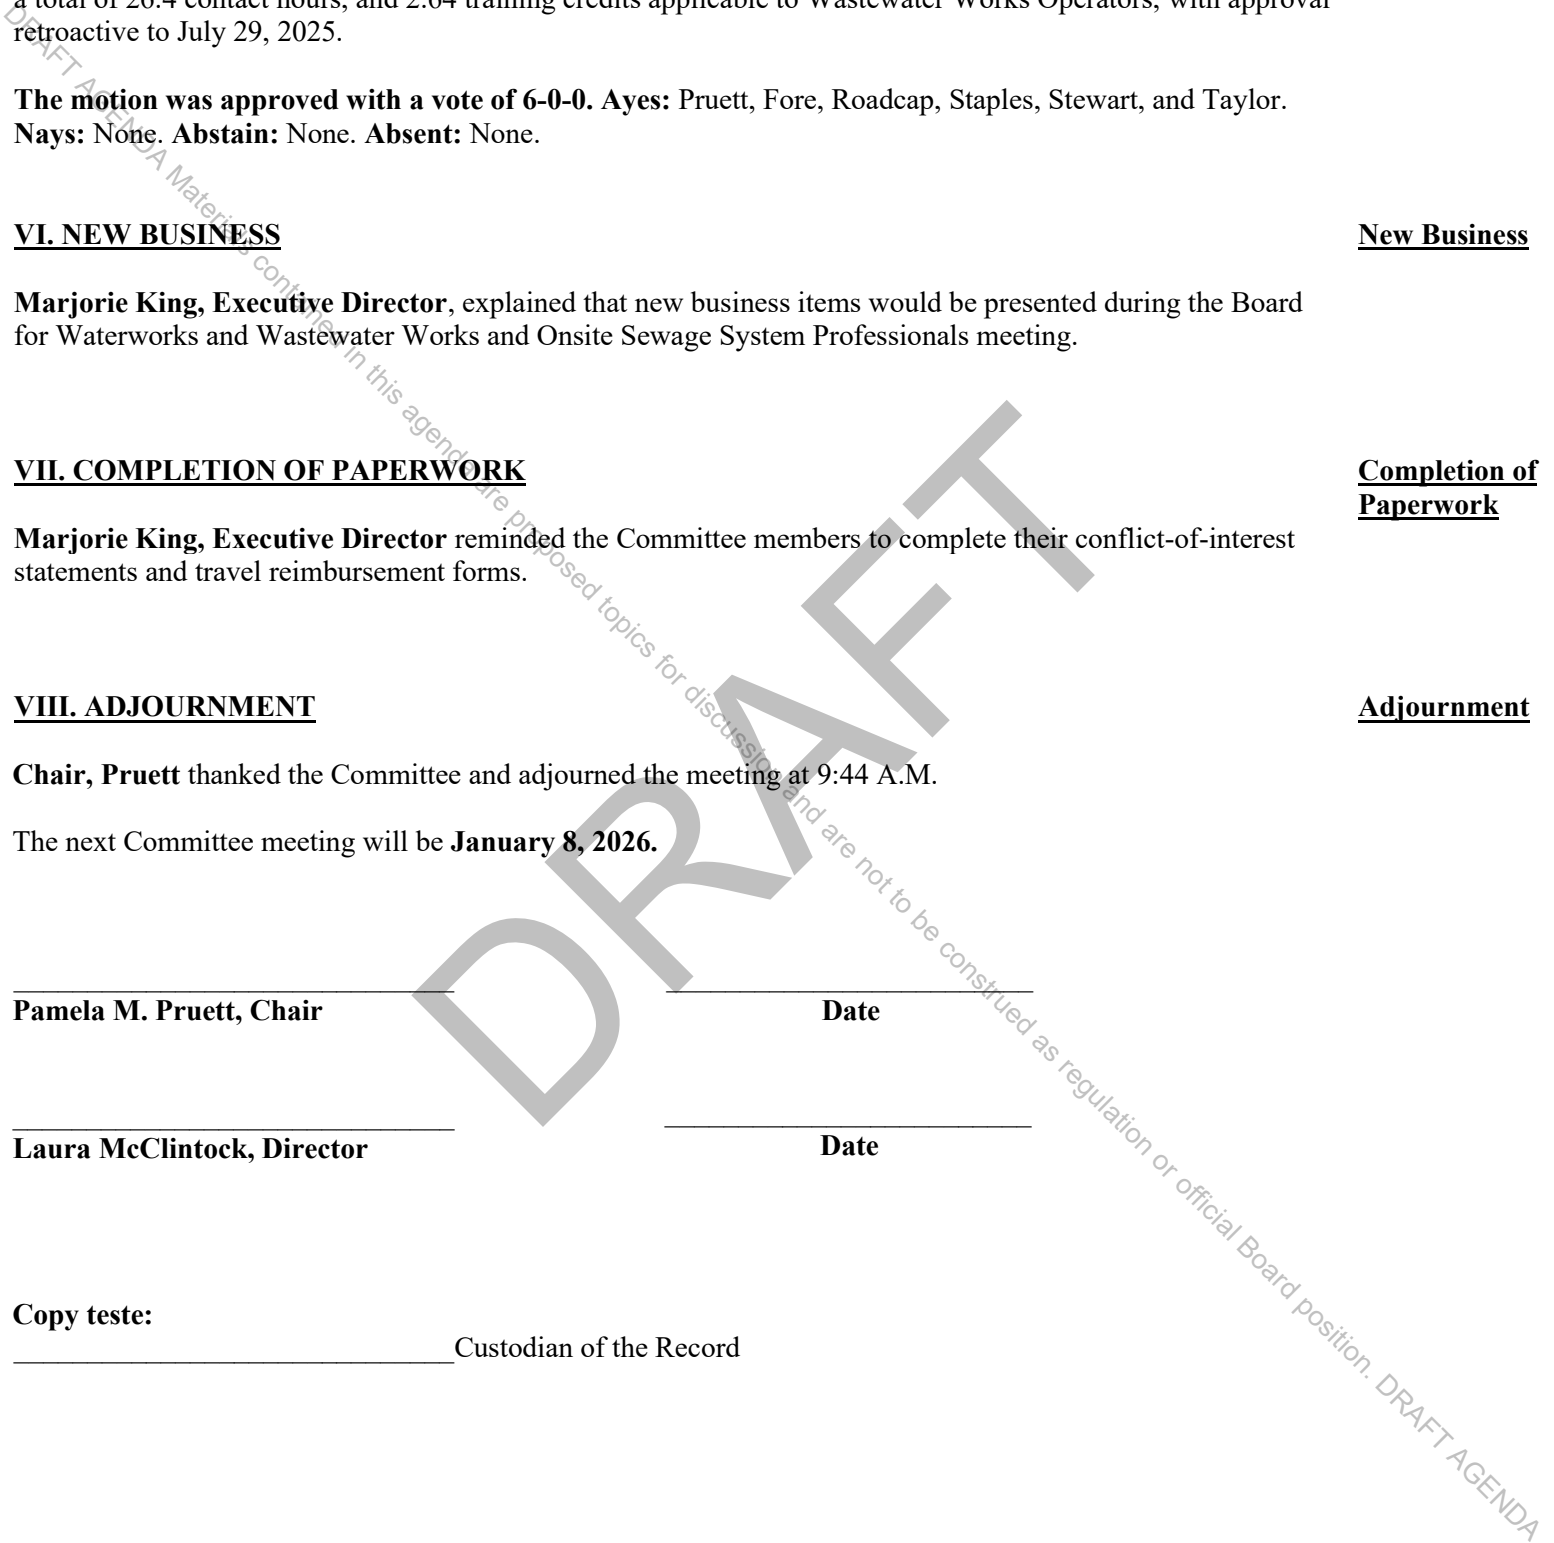 a total of 26.4 contact hours, and 2.64 training credits applicable to Wastewater Works Operators, with approval
retroactive to July 29, 2025.
The motion was approved with a vote of 6-0-0. Ayes: Pruett, Fore, Roadcap, Staples, Stewart, and Taylor.
Nays: None. Abstain: None. Absent: None.
VI. NEW BUSINESS
New Business
Marjorie King, Executive Director, explained that new business items would be presented during the Board
for Waterworks and Wastewater Works and Onsite Sewage System Professionals meeting.
VII. COMPLETION OF PAPERWORK
Completion of
Paperwork
Marjorie King, Executive Director reminded the Committee members to complete their conflict-of-interest
statements and travel reimbursement forms.
VIII. ADJOURNMENT
Adjournment
Chair, Pruett thanked the Committee and adjourned the meeting at 9:44 A.M.
The next Committee meeting will be January 8, 2026.
Pamela M. Pruett, Chair
Date
Laura McClintock, Director
Date
Copy teste:
______________________________Custodian of the Record
DRAFT
DRAFT AGENDA Materials contained in this agenda are proposed topics for discussion and are not to be construed as regulation or official Board position. DRAFT AGENDA